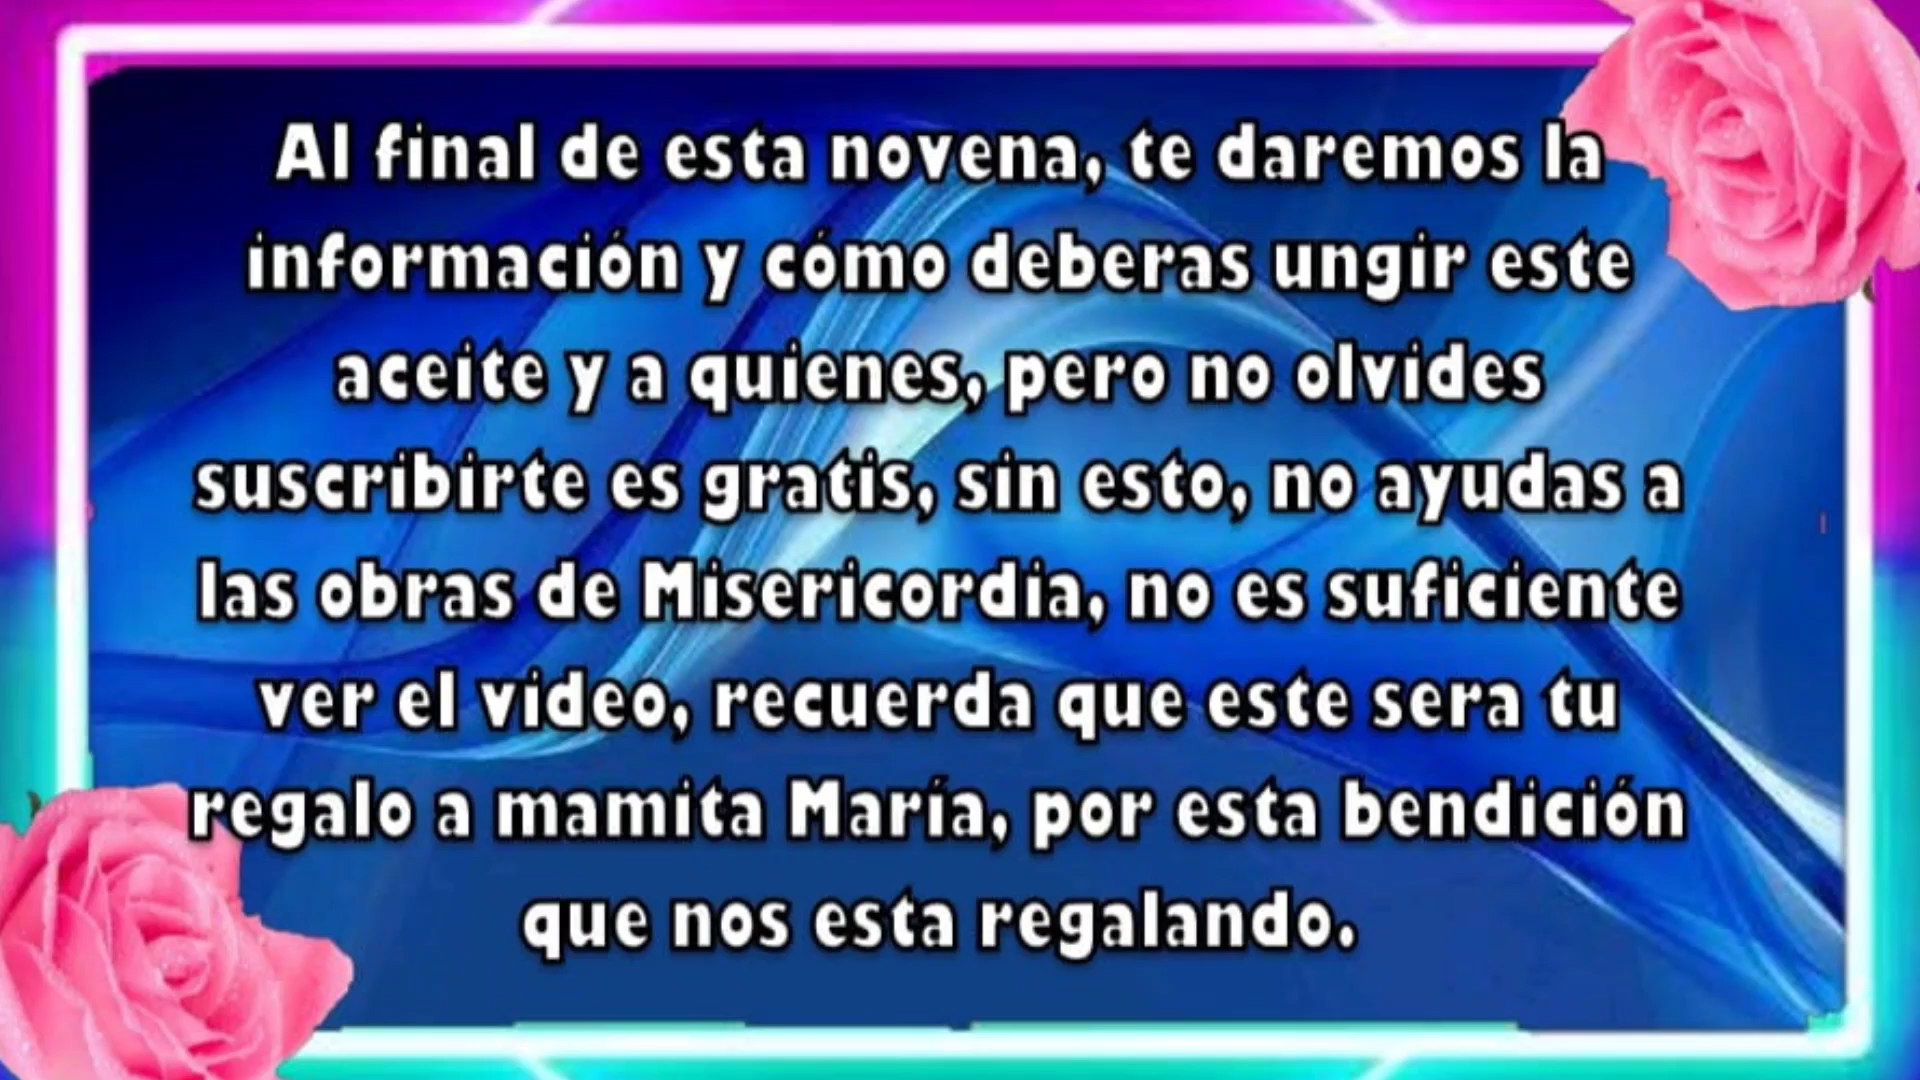 Al final de esta novena, te daremos la
información y cómo deberas ungir este
aceite y a quienes, pero no olvides
suscribirte es gratis, sin esto, no ayudas a
las obras de Misericordia, no es suficiente
ver el video, recuerda que este sera tu
regalo a mamita María, por esta bendición
que nos esta regalando.